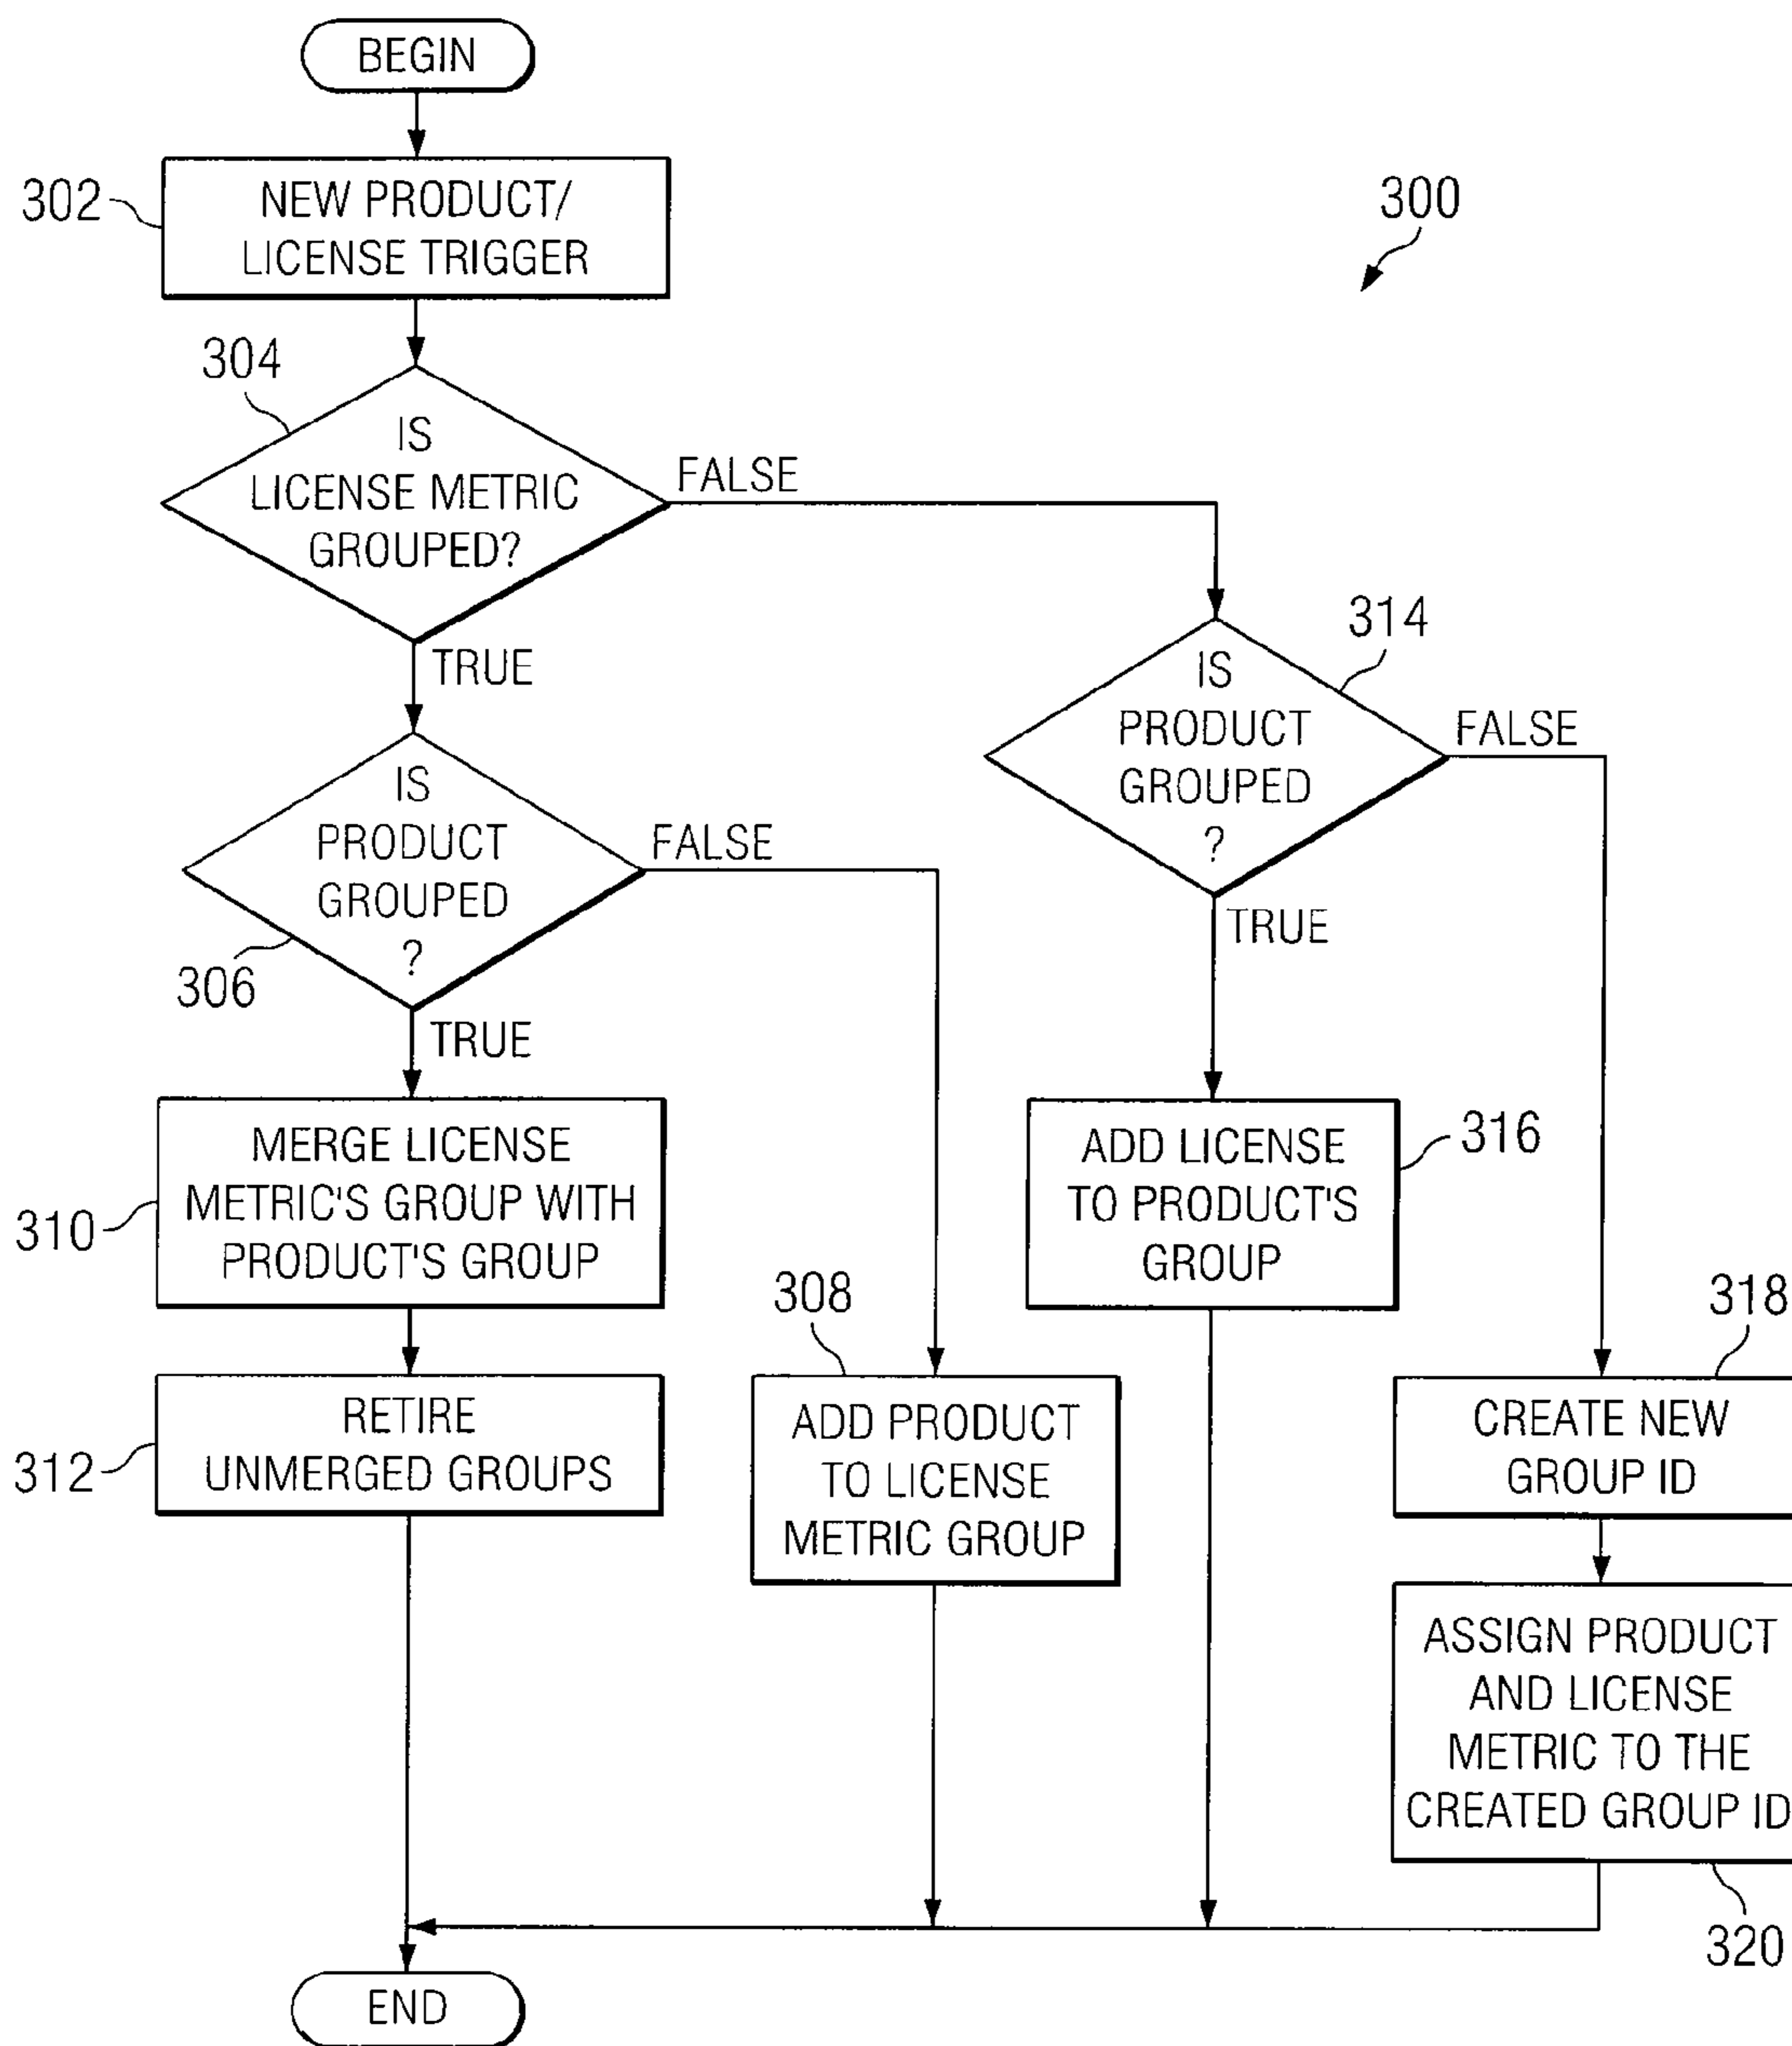 BEGIN
302
NEW PRODUCT/
LICENSE TRIGGER
300
304
IS
LICENSE METRIC
GROUPED?
FALSE
TRUE
314
IS
PRODUCT
GROUPED
?
FALSE
TRUE
IS
PRODUCT
GROUPED
?
FALSE
306
TRUE
310
MERGE LICENSE
METRIC'S GROUP WITH
PRODUCT'S GROUP
316
ADD LICENSE
TO PRODUCT'S
GROUP
312
RETIRE
UNMERGED GROUPS
308
ADD PRODUCT
TO LICENSE
METRIC GROUP
318
CREATE NEW
GROUP ID
ASSIGN PRODUCT
AND LICENSE
METRIC TO THE
CREATED GROUP ID
320
END